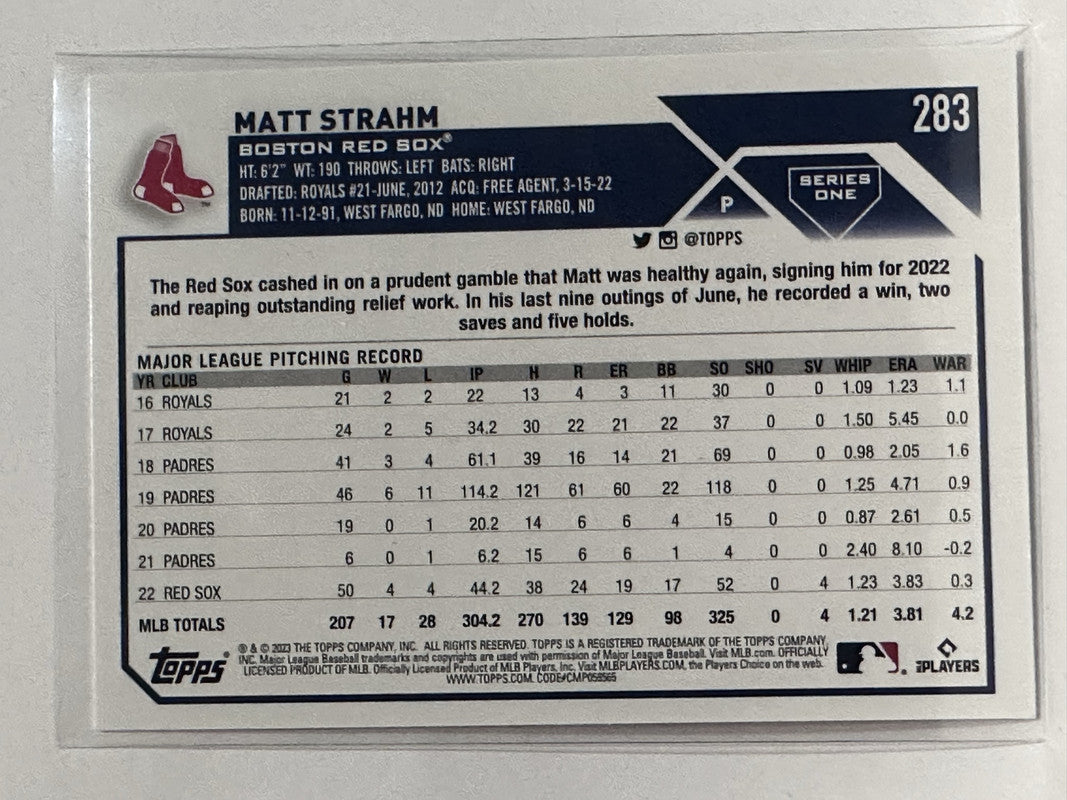 MATT STRAHM
283
BOSTON RED SOX®
HT: 6'2" WT: 190 THROWS: LEFT BATS: RIGHT
DRAFTED: ROYALS #21-JUNE, 2012 ACQ: FREE AGENT, 3-15-22
BORN: 11-12-91, WEST FARGO, ND HOME: WEST FARGO, ND
P
SERIES
ONE
@TOPPS
The Red Sox cashed in on a prudent gamble that Matt was healthy again, signing him for 2022
and reaping outstanding relief work. In his last nine outings of June, he recorded a win, two
saves and five holds.
MAJOR LEAGUE PITCHING RECORD
YR CLUB G W L IP H R ER BB SO SHO SV WHIP ERA WAR
16 ROYALS 21 2 2 22 13 4 3 11 30 0 0 1.09 1.23 1.1
17 ROYALS 24 2 5 34.2 30 22 21 22 37 0 0 1.50 5.45 0.0
18 PADRES 41 3 4 61.1 39 16 14 21 69 0 0 0.98 2.05 1.6
19 PADRES 46 6 11 114.2 121 61 60 22 118 0 0 1.25 4.71 0.9
20 PADRES 19 0 1 20.2 14 6 6 4 15 0 0 0.87 2.61 0.5
21 PADRES 6 0 1 6.2 15 6 6 1 4 0 0 2.40 8.10 -0.2
22 RED SOX 50 4 4 44.2 38 24 19 17 52 0 4 1.23 3.83 0.3
MLB TOTALS 207 17 28 304.2 270 139 129 98 325 0 4 1.21 3.81 4.2
topps®
® & © 2023 THE TOPPS COMPANY, INC. ALL RIGHTS RESERVED. TOPPS IS A REGISTERED TRADEMARK OF THE TOPPS COMPANY,
INC. Major League Baseball trademarks and copyrights are used with permission of Major League Baseball. Visit MLB.com. OFFICIALLY
LICENSED PRODUCT OF MLB. Officially Licensed Product of MLB Players, Inc. Visit MLBPLAYERS.COM, the Players Choice on the web.
WWW.TOPPS.COM CODE#CMP058565
MLB PLAYERS